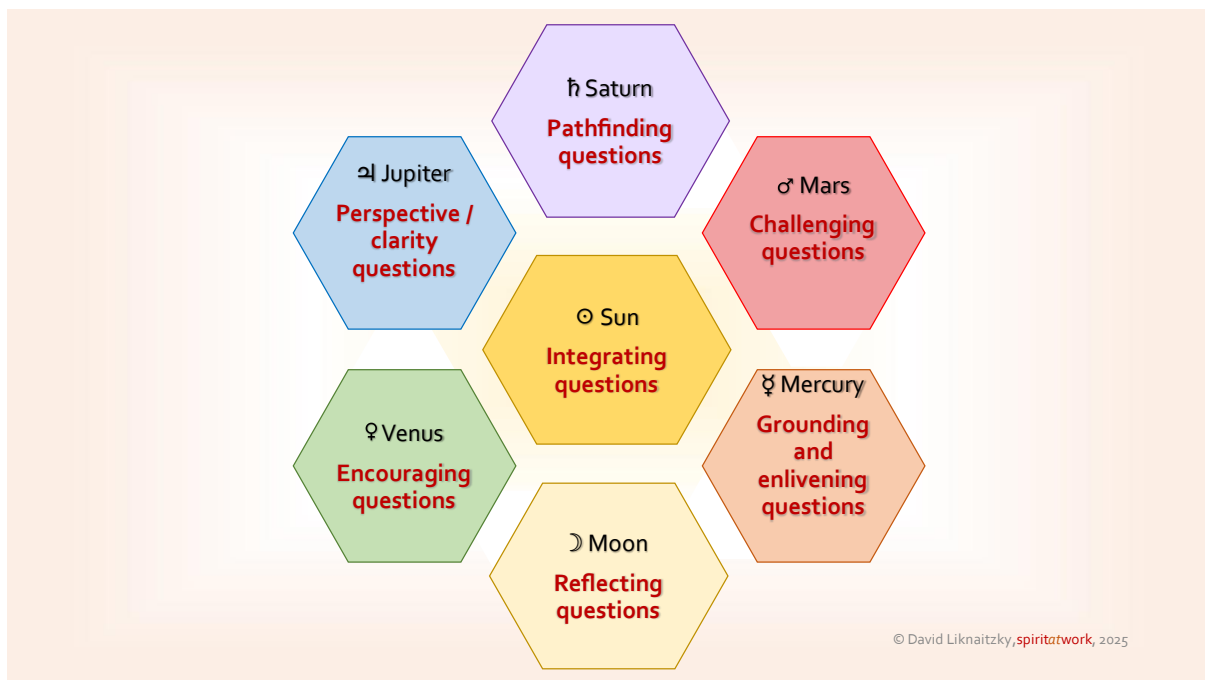 ħ Saturn
Pathfinding
questions
♃ Jupiter
Perspective /
clarity
questions
♂ Mars
Challenging
questions
☉ Sun
Integrating
questions
♀ Venus
Encouraging
questions
☿ Mercury
Grounding
and
enlivening
questions
☽ Moon
Reflecting
questions
© David Liknaitzky,spiritatwork, 2025